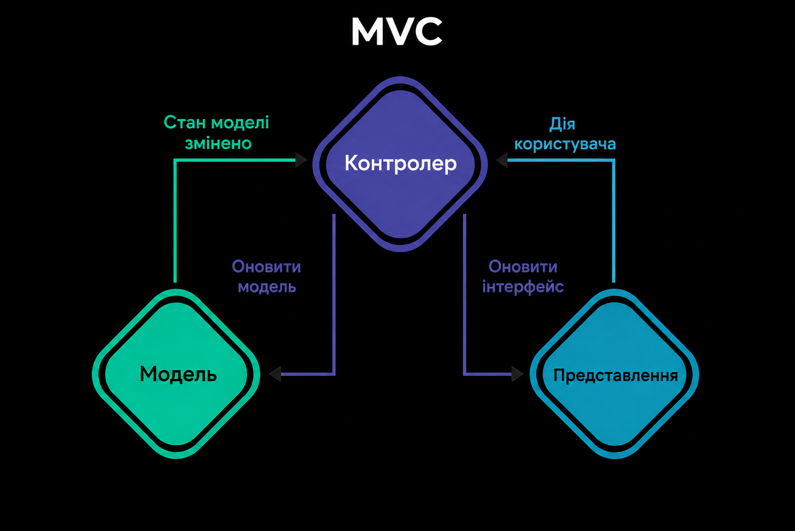 MVC
Стан моделі
змінено
Дія
користувача
Контролер
Оновити
модель
Оновити
інтерфейс
Модель
Представлення